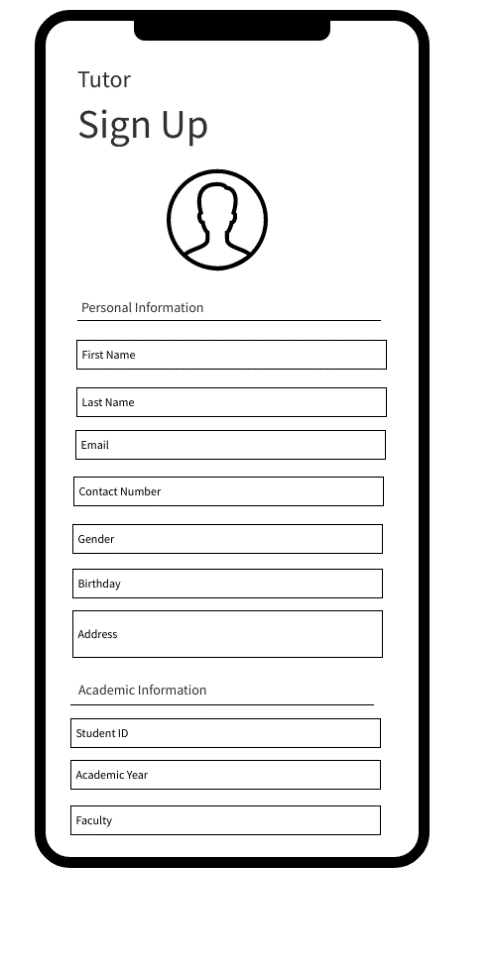 Tutor
Sign Up
Personal Information
First Name
Last Name
Email
Contact Number
Gender
Birthday
Address
Academic Information
Student ID
Academic Year
Faculty